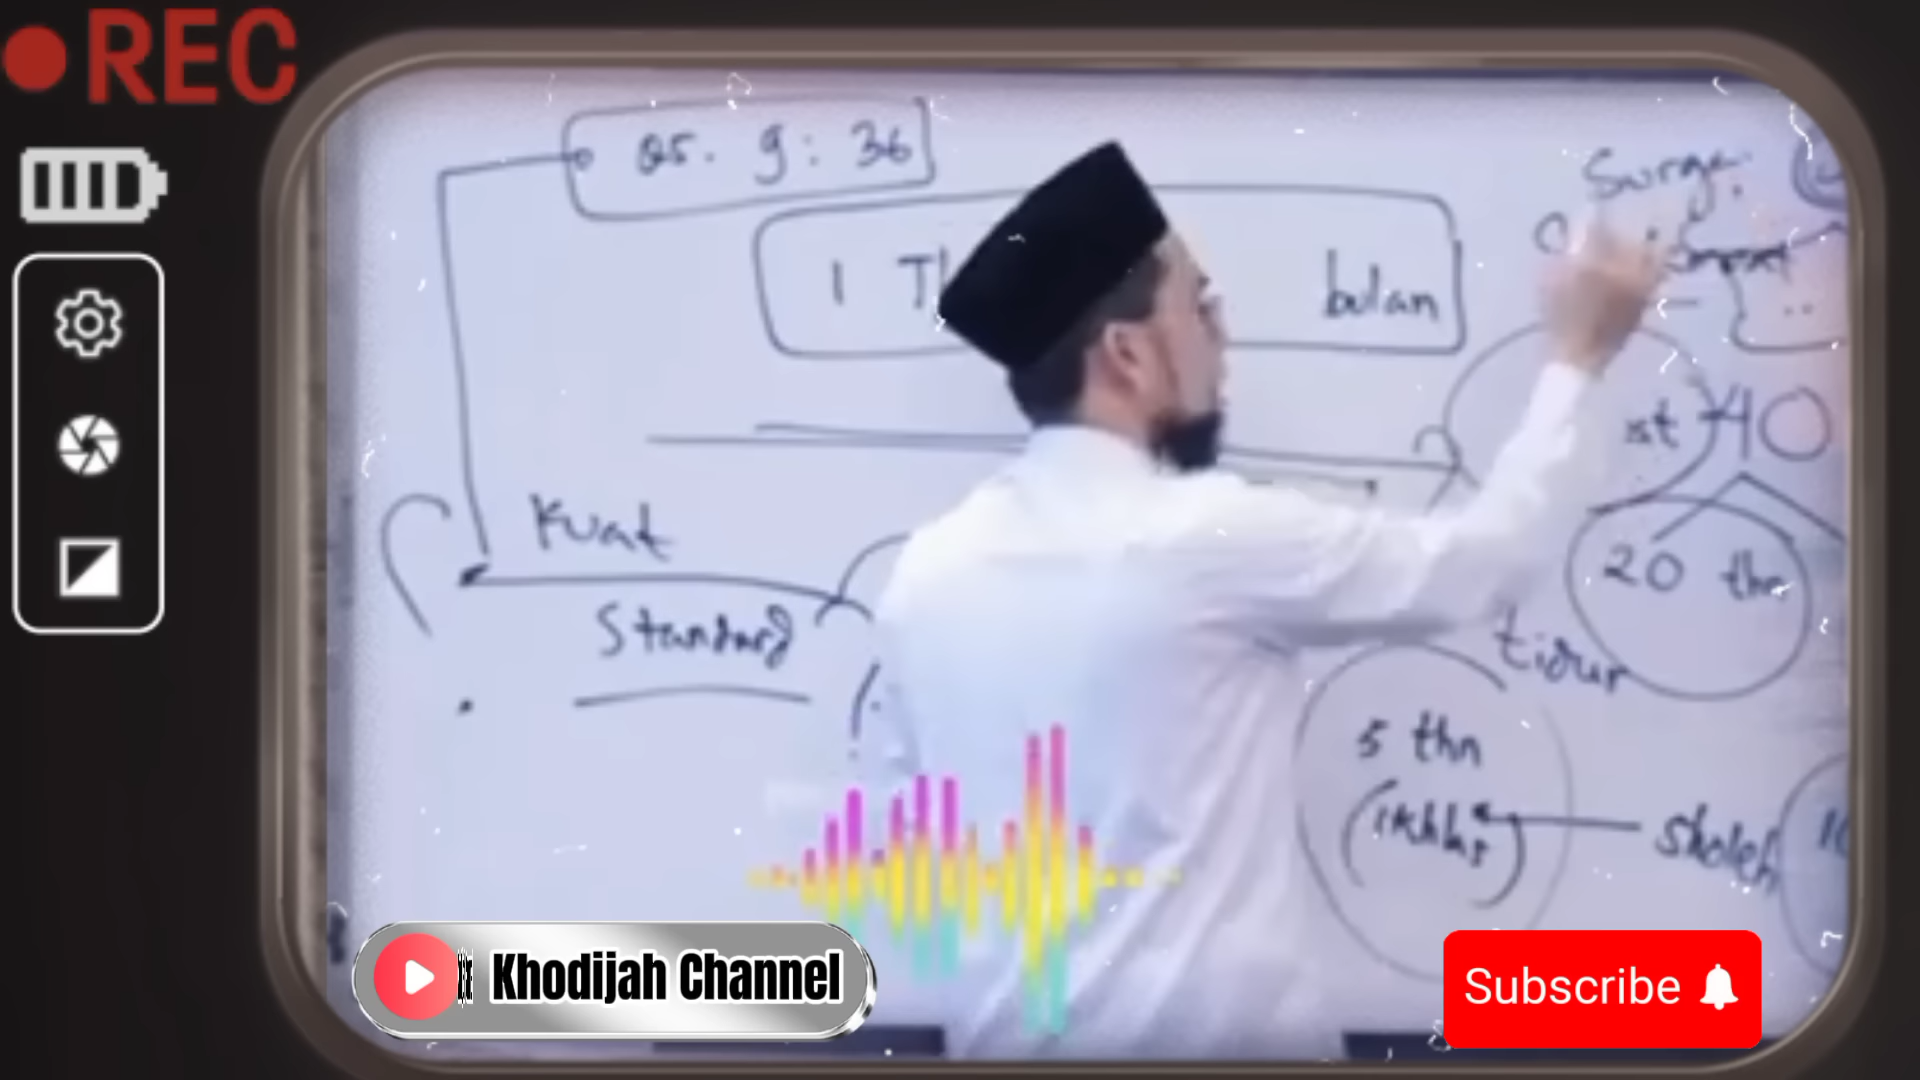 REC
QS. 9: 36
Surga:
1 Th
bulan
Kuat
st 40
20 thn
Standard
tidur
5 thn
(ikhlas)
sholeh
Khodijah Channel
Subscribe